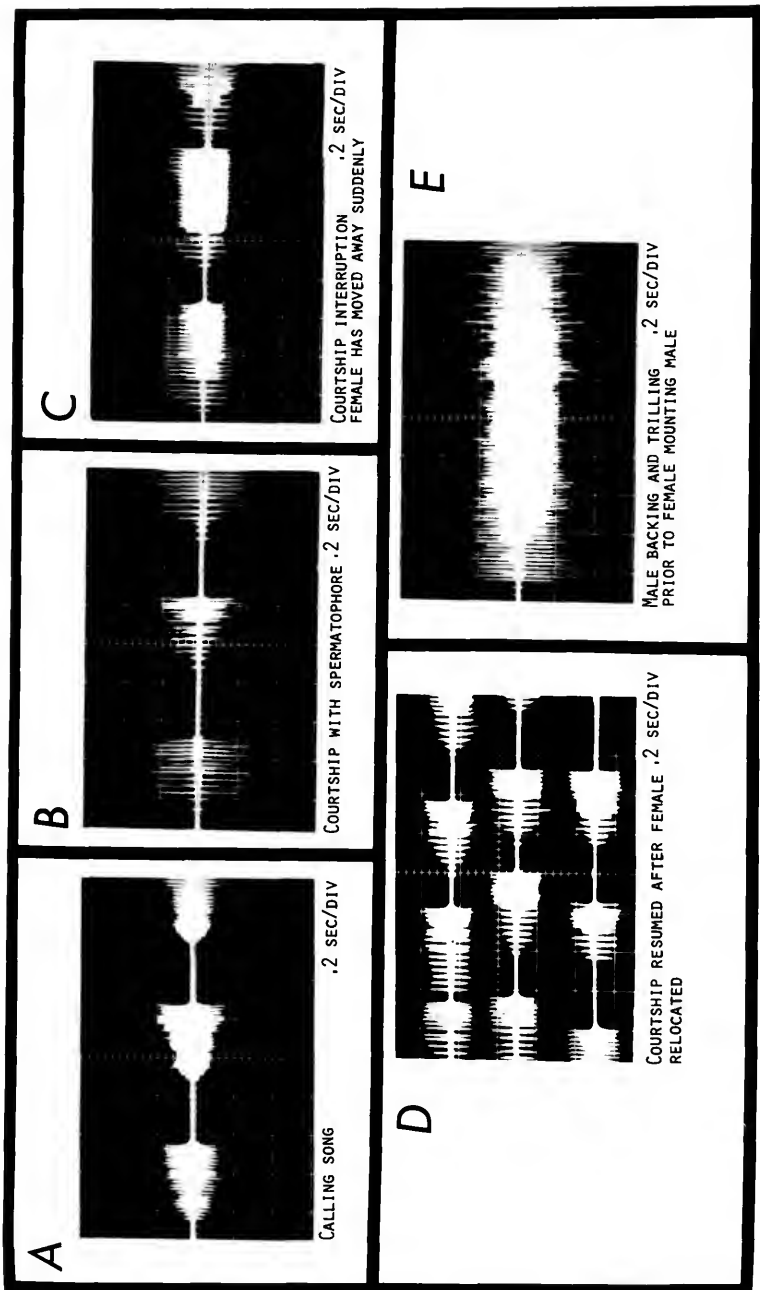 A
CALLING SONG .2 SEC/DIV
B
COURTSHIP WITH SPERMATOPHORE .2 SEC/DIV
C
COURTSHIP INTERRUPTION .2 SEC/DIV
FEMALE HAS MOVED AWAY SUDDENLY
D
COURTSHIP RESUMED AFTER FEMALE .2 SEC/DIV
RELOCATED
E
MALE BACKING AND TRILLING .2 SEC/DIV
PRIOR TO FEMALE MOUNTING MALE